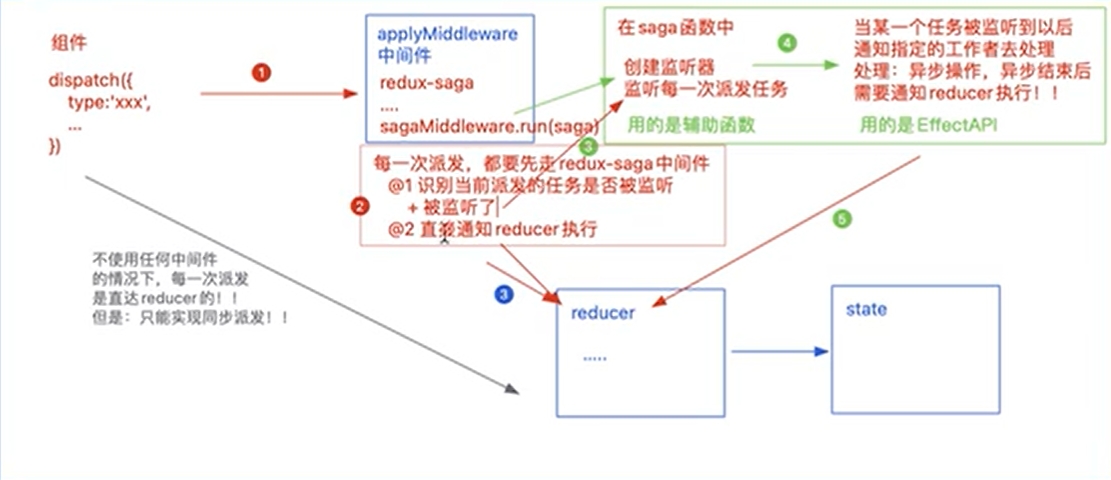 组件
dispatch({
type:'xxx',
...
})
1
applyMiddleware
中间件
redux-saga
....
sagaMiddleware.run(saga)
在saga函数中
创建监听器
监听每一次派发任务
用的是辅助函数
4
当某一个任务被监听到以后
通知指定的工作者去处理
处理：异步操作，异步结束后
需要通知reducer执行！！
用的是EffectAPI
3
2
每一次派发，都要先走redux-saga中间件
@1 识别当前派发的任务是否被监听
+ 被监听了
@2 直接通知reducer执行
5
不使用任何中间件
的情况下，每一次派发
是直达reducer的！！
但是：只能实现同步派发！！
3
reducer
.....
state